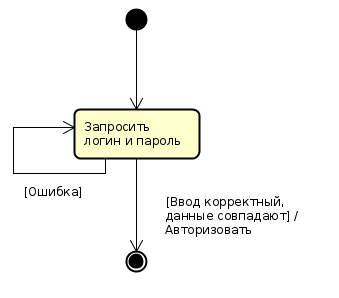 Запросить
логин и пароль
[Ошибка]
[Ввод корректный,
данные совпадают] /
Авторизовать